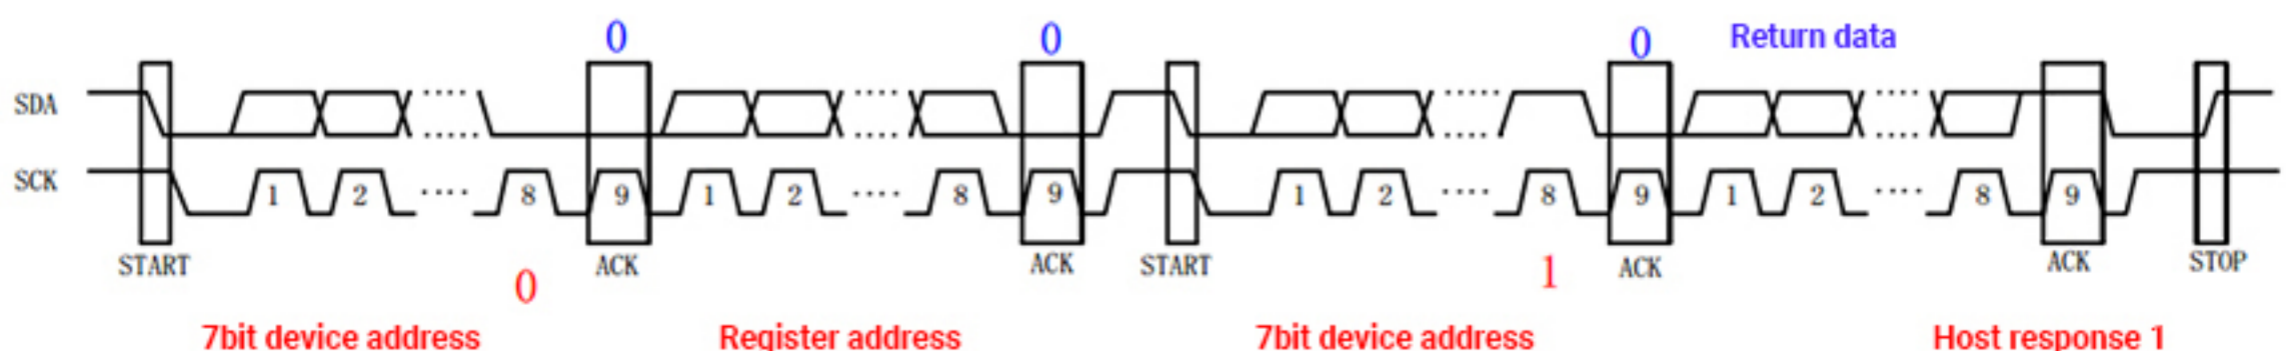 0 0 0 Return data
SDA
SCK 1 2 8 9 1 2 8 9 1 2 8 9 1 2 8 9
START ACK ACK START ACK ACK STOP
0 1
7bit device address Register address 7bit device address Host response 1